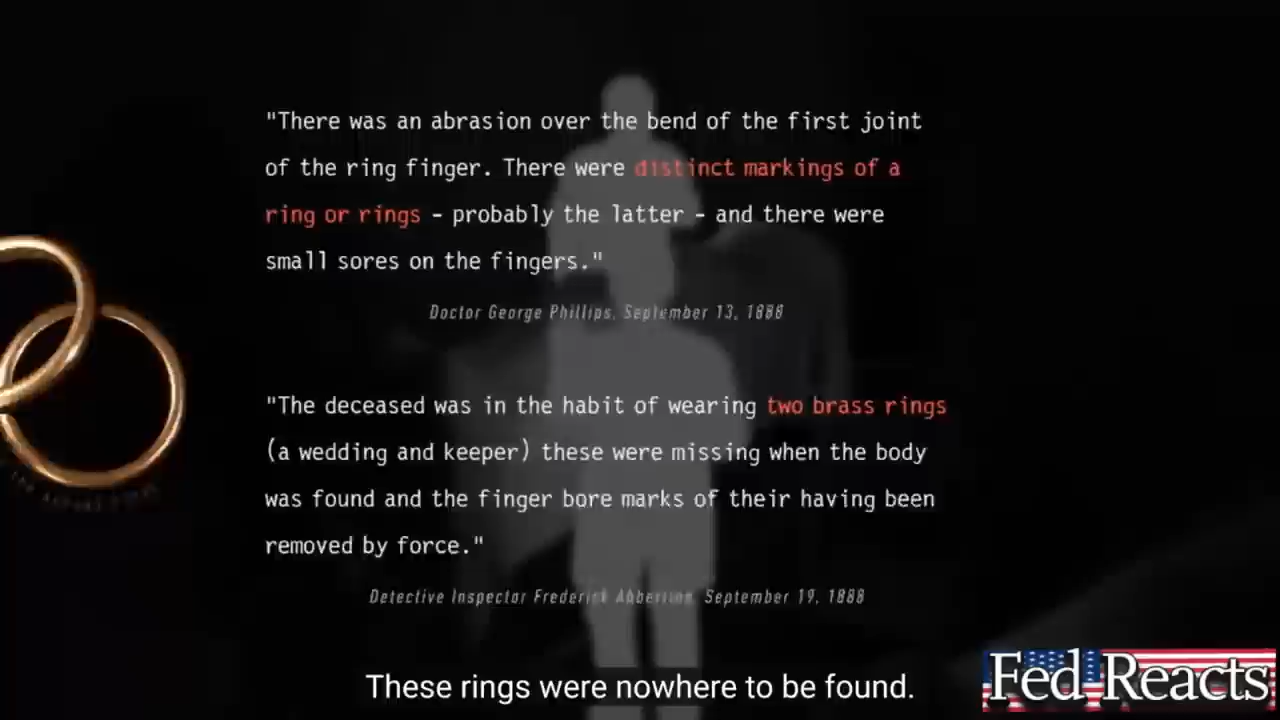 "There was an abrasion over the bend of the first joint
of the ring finger. There were distinct markings of a
ring or rings - probably the latter - and there were
small sores on the fingers."
Doctor George Phillips, September 13, 1888
"The deceased was in the habit of wearing two brass rings
(a wedding and keeper) these were missing when the body
was found and the finger bore marks of their having been
removed by force."
Detective Inspector Frederick Abberline, September 19, 1888
These rings were nowhere to be found.
Fed Reacts